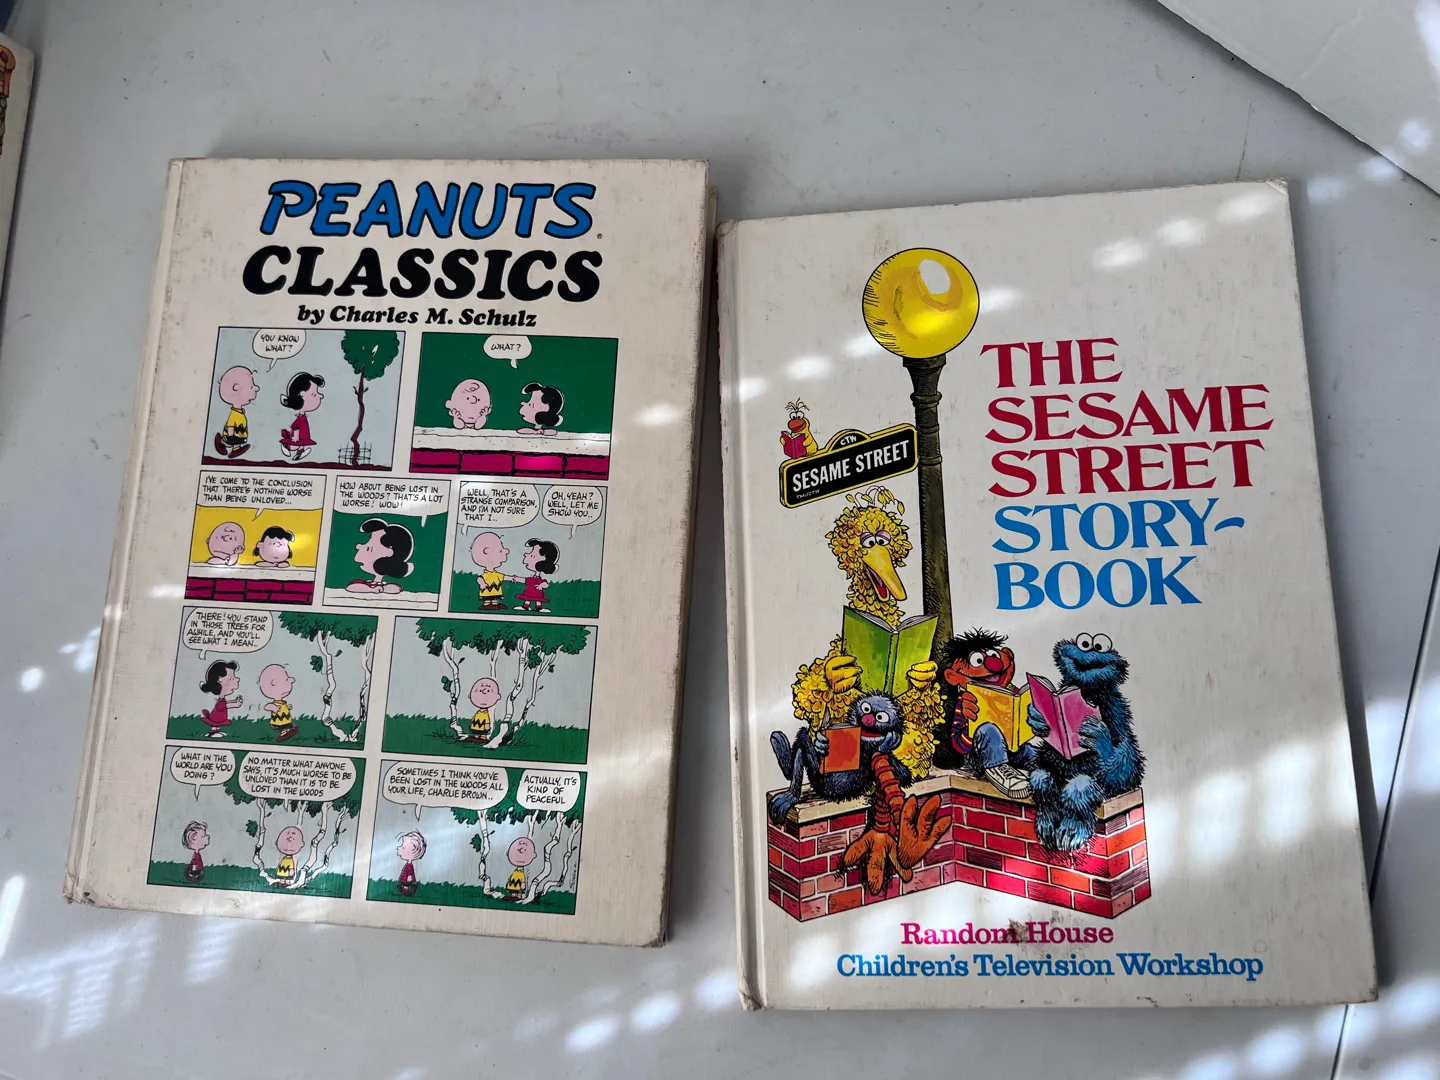 PEANUTS
CLASSICS
by Charles M. Schulz
YOU KNOW
WHAT?
WHAT?
I'VE COME TO THE CONCLUSION
THAT THERE'S NOTHING WORSE
THAN BEING UNLOVED...
HOW ABOUT BEING LOST IN
THE WOODS? THAT'S A LOT
WORSE! WOW!
WELL, THAT'S A
STRANGE COMPARISON,
AND I'M NOT SURE
THAT I...
OH, YEAH?
WELL, LET ME
SHOW YOU..
THERE! YOU STAND
IN THOSE TREES FOR
AWHILE, AND YOU'LL
SEE WHAT I MEAN..
WHAT IN THE
WORLD ARE YOU
DOING?
NO MATTER WHAT ANYONE
SAYS, IT'S MUCH WORSE TO BE
UNLOVED THAN IT IS TO BE
LOST IN THE WOODS
SOMETIMES I THINK YOU'VE
BEEN LOST IN THE WOODS ALL
YOUR LIFE, CHARLIE BROWN..
ACTUALLY, IT'S
KIND OF
PEACEFUL
CTW
SESAME STREET
THE
SESAME
STREET
STORY-
BOOK
Random House
Children's Television Workshop